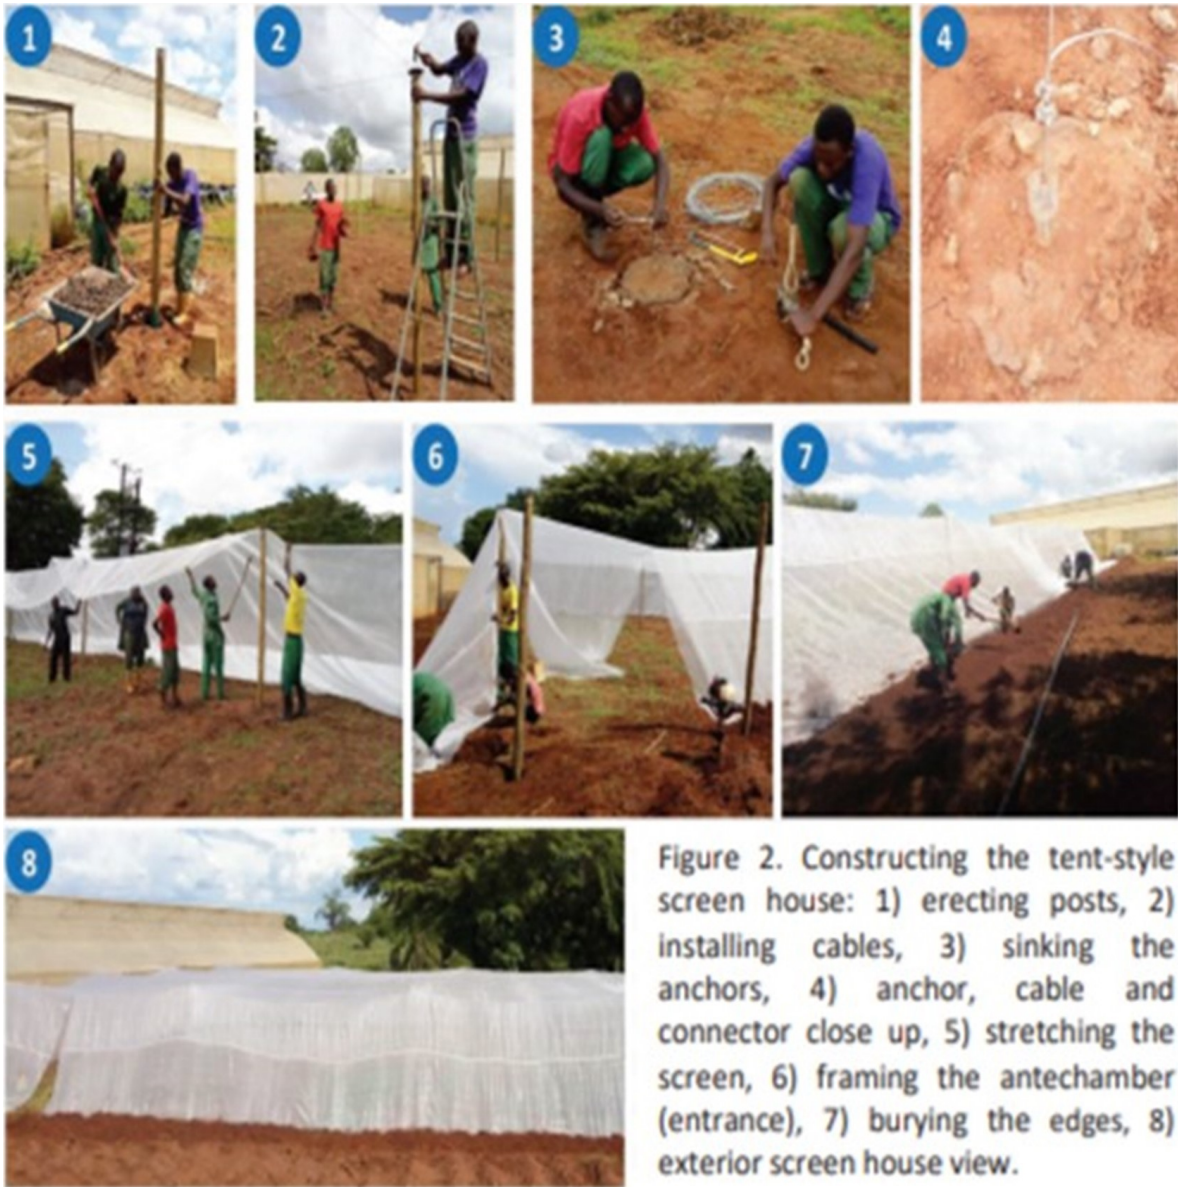 1
2
3
4
5
6
7
8
Figure 2. Constructing the tent-style
screen house: 1) erecting posts, 2)
installing cables, 3) sinking the
anchors, 4) anchor, cable and
connector close up, 5) stretching the
screen, 6) framing the antechamber
(entrance), 7) burying the edges, 8)
exterior screen house view.